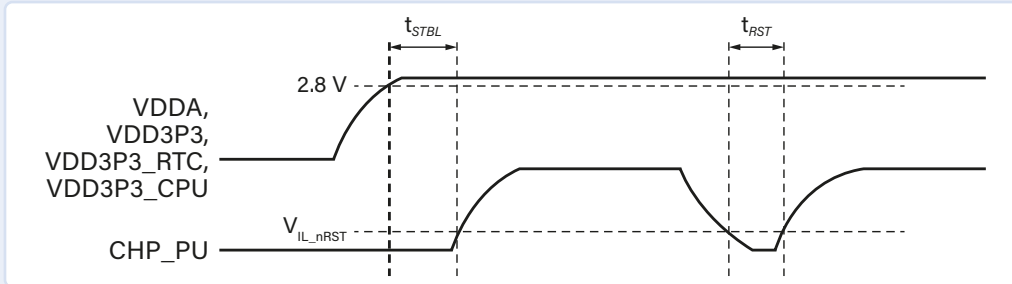 tSTBL
tRST
2.8 V
VDDA,
VDD3P3,
VDD3P3_RTC,
VDD3P3_CPU
VIL_nRST
CHP_PU